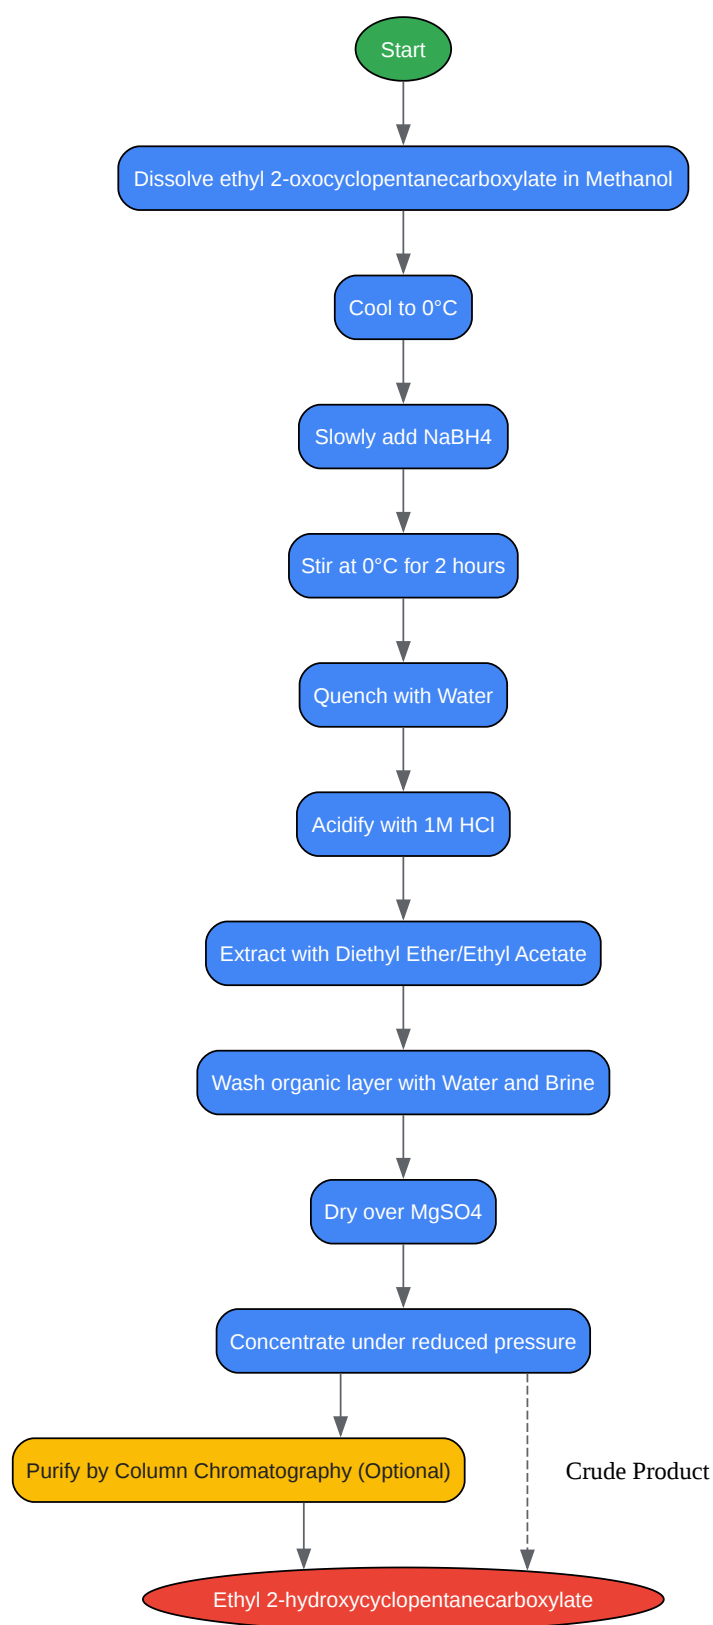 Start
Dissolve ethyl 2-oxocyclopentanecarboxylate in Methanol
Cool to 0°C
Slowly add NaBH4
Stir at 0°C for 2 hours
Quench with Water
Acidify with 1M HCl
Extract with Diethyl Ether/Ethyl Acetate
Wash organic layer with Water and Brine
Dry over MgSO4
Concentrate under reduced pressure
Purify by Column Chromatography (Optional)
Crude Product
Ethyl 2-hydroxycyclopentanecarboxylate